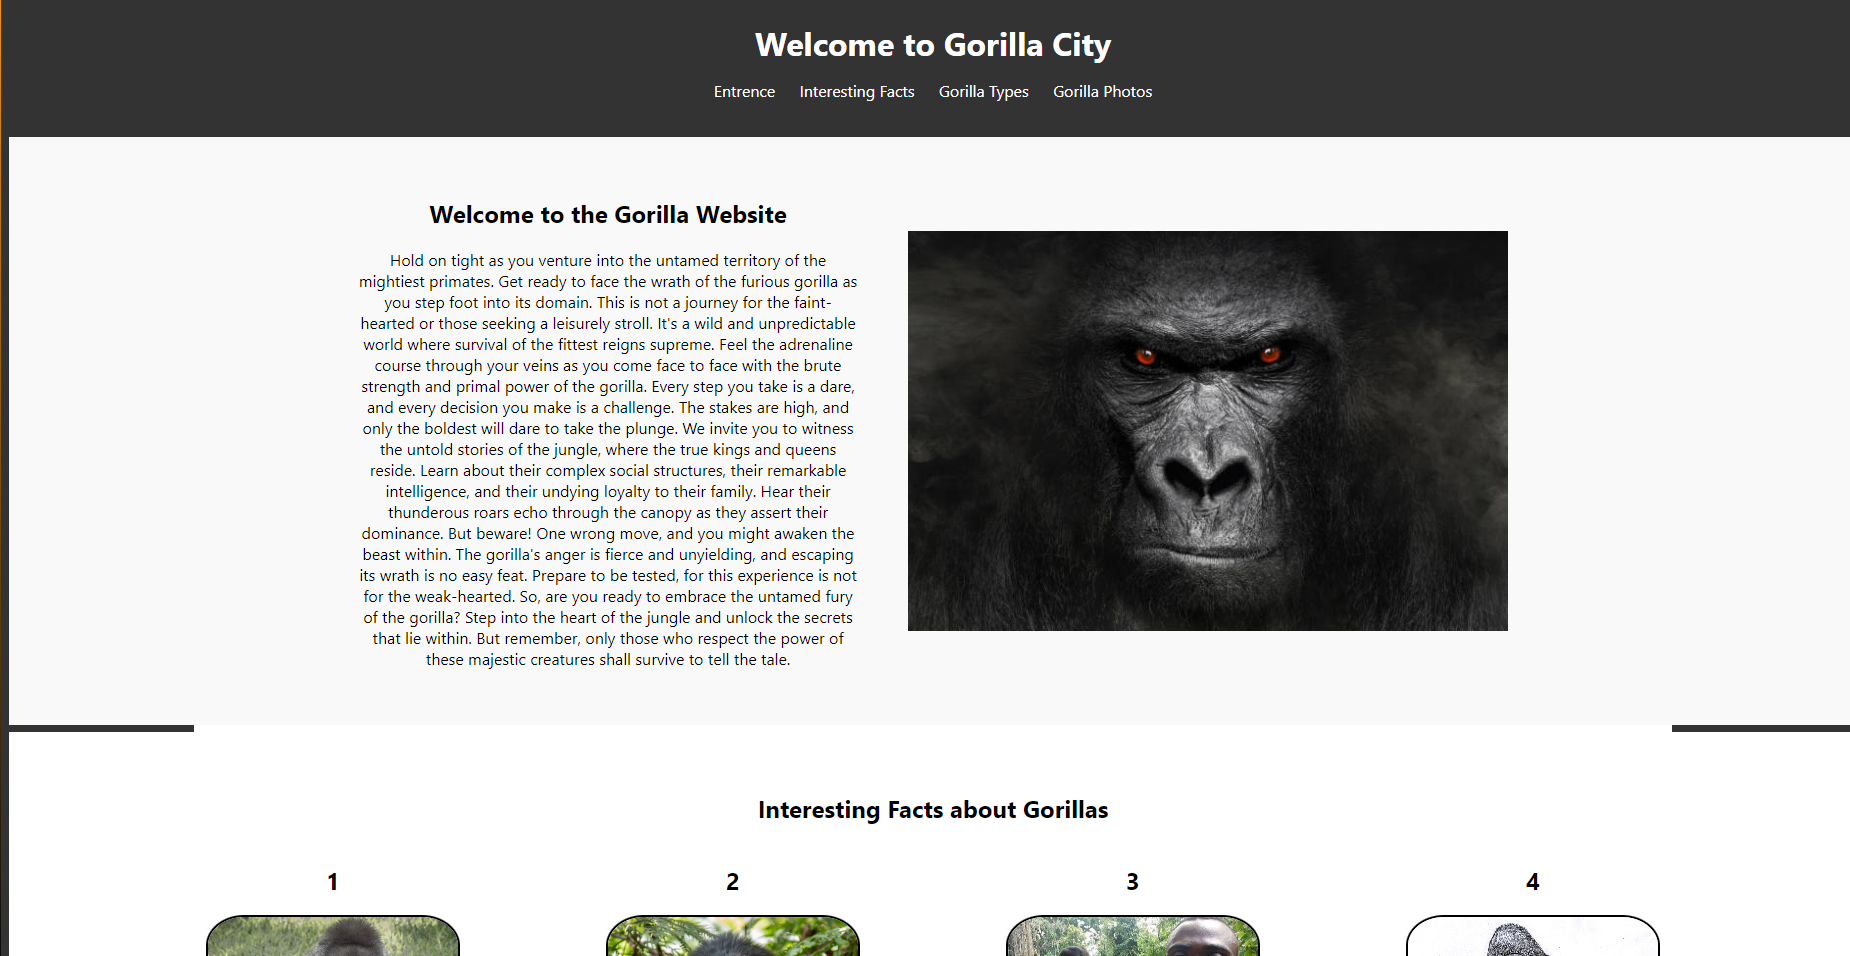 Welcome to Gorilla City
Entrence Interesting Facts Gorilla Types Gorilla Photos
Welcome to the Gorilla Website
Hold on tight as you venture into the untamed territory of the
mightiest primates. Get ready to face the wrath of the furious gorilla as
you step foot into its domain. This is not a journey for the faint-
hearted or those seeking a leisurely stroll. It's a wild and unpredictable
world where survival of the fittest reigns supreme. Feel the adrenaline
course through your veins as you come face to face with the brute
strength and primal power of the gorilla. Every step you take is a dare,
and every decision you make is a challenge. The stakes are high, and
only the boldest will dare to take the plunge. We invite you to witness
the untold stories of the jungle, where the true kings and queens
reside. Learn about their complex social structures, their remarkable
intelligence, and their undying loyalty to their family. Hear their
thunderous roars echo through the canopy as they assert their
dominance. But beware! One wrong move, and you might awaken the
beast within. The gorilla's anger is fierce and unyielding, and escaping
its wrath is no easy feat. Prepare to be tested, for this experience is not
for the weak-hearted. So, are you ready to embrace the untamed fury
of the gorilla? Step into the heart of the jungle and unlock the secrets
that lie within. But remember, only those who respect the power of
these majestic creatures shall survive to tell the tale.
Interesting Facts about Gorillas
1 2 3 4